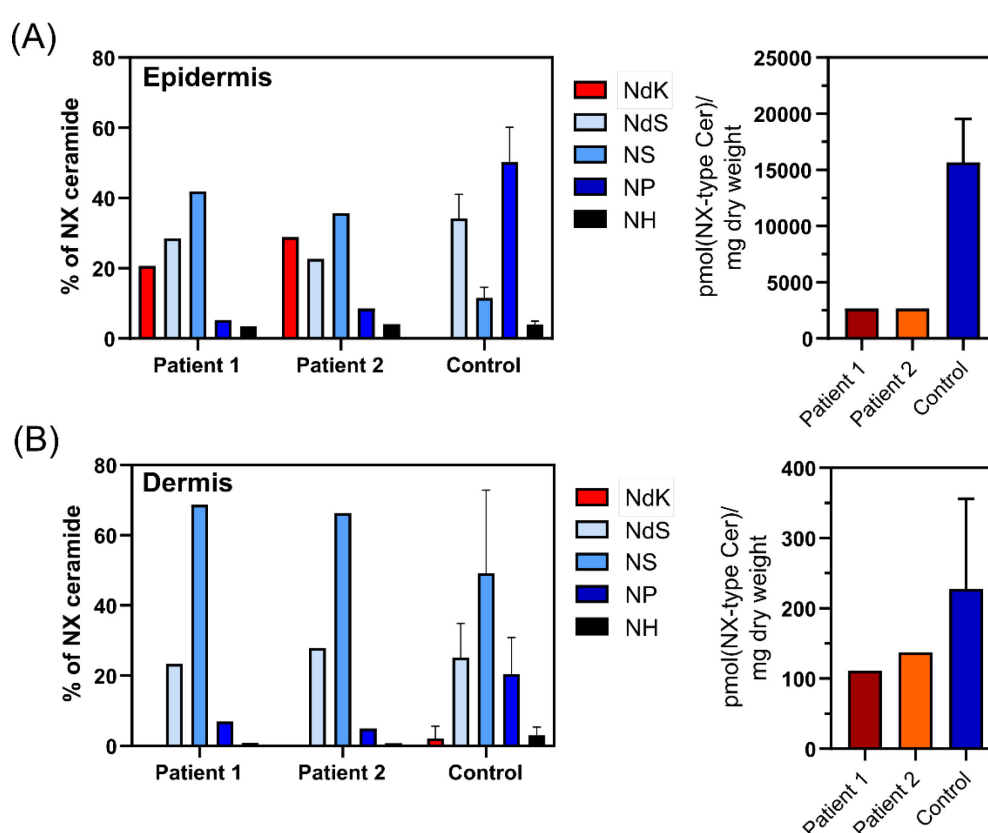 (A)
Epidermis
% of NX ceramide
80
60
40
20
0
Patient 1
Patient 2
Control
NdK
NdS
NS
NP
NH
pmol(NX-type Cer)/
mg dry weight
25000
20000
15000
10000
5000
0
Patient 1
Patient 2
Control
(B)
Dermis
% of NX ceramide
80
60
40
20
0
Patient 1
Patient 2
Control
NdK
NdS
NS
NP
NH
pmol(NX-type Cer)/
mg dry weight
400
300
200
100
0
Patient 1
Patient 2
Control